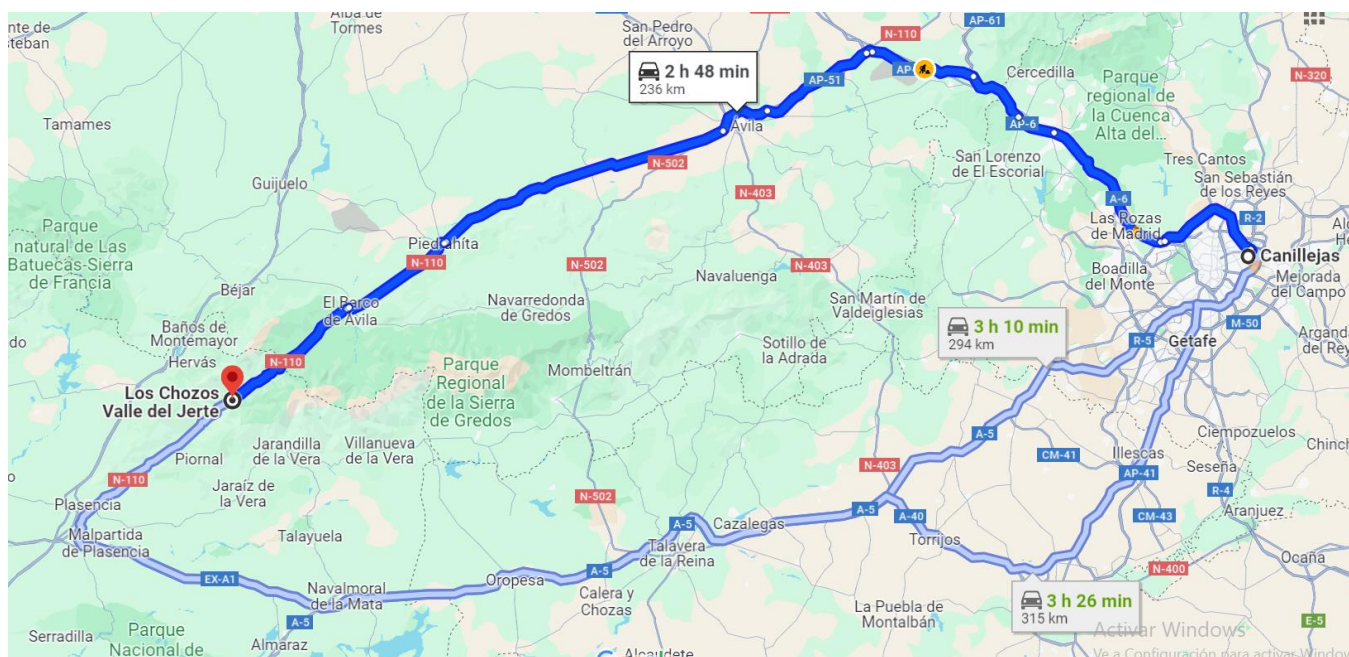 Alba de
Tormes
San Pedro
del Arroyo
N-110
AP-61
Cercedilla
N-320
2 h 48 min
236 km
AP-51
Parque
regional de
la Cuenca
Alta del...
Tamames
Ávila
AP-6
Tres Cantos
San Lorenzo
de El Escorial
San Sebastián
de los Reyes
N-502
N-403
Guijuelo
A-6
R-2
Las Rozas
de Madrid
Parque
natural de Las
Batuecas-Sierra
de Francia
Piedrahíta
N-110
N-502
N-403
Navaluenga
Canillejas
Boadilla
del Monte
Mejorada
del Campo
Béjar
El Barco
de Ávila
Navarredonda
de Gredos
San Martín de
Valdeiglesias
3 h 10 min
294 km
M-50
Baños de
Montemayor
Hervás
N-110
Sotillo de
la Adrada
R-5
Getafe
Los Chozos
Valle del Jerte
Parque
Regional
de la Sierra
de Gredos
Mombeltrán
Jarandilla
de la Vera
Villanueva
de la Vera
A-5
Ciempozuelos
Piornal
CM-41
Illescas
N-110
N-403
AP-41
Seseña
Jaraíz de
la Vera
N-502
R-4
Plasencia
A-5
Cazalegas
A-5
A-40
CM-43
Aranjuez
Malpartida
de Plasencia
Talayuela
Talavera
de la Reina
Torrijos
Ocaña
EX-A1
Oropesa
A-5
N-400
Navalmoral
de la Mata
Calera y
Chozas
3 h 26 min
315 km
La Puebla de
Montalbán
A-5
E-5
Serradilla
Parque
Nacional de
Almaraz
Activar Windows
Ve a Configuración para activar Windows